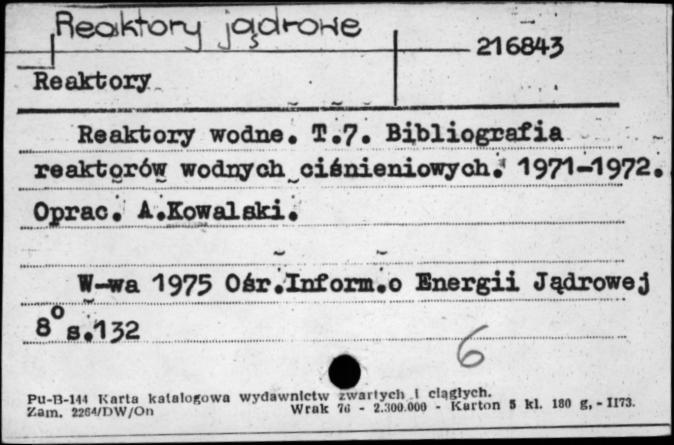 Reaktory jądrowe
216843
Reaktory
Reaktory wodne. T.7. Bibliografia
reaktorów wodnych ciśnieniowych. 1971-1972.
Oprac. A.Kowalski.
W-wa 1975 Ośr.Inform.o Energii Jądrowej
8° s.132
6
Pu-B-144 Karta katalogowa wydawnictw zwartych i ciągłych.
Zam. 2264/DW/On Wrak 76 - 2.300.000 - Karton 5 kl. 180 g, - 1173.